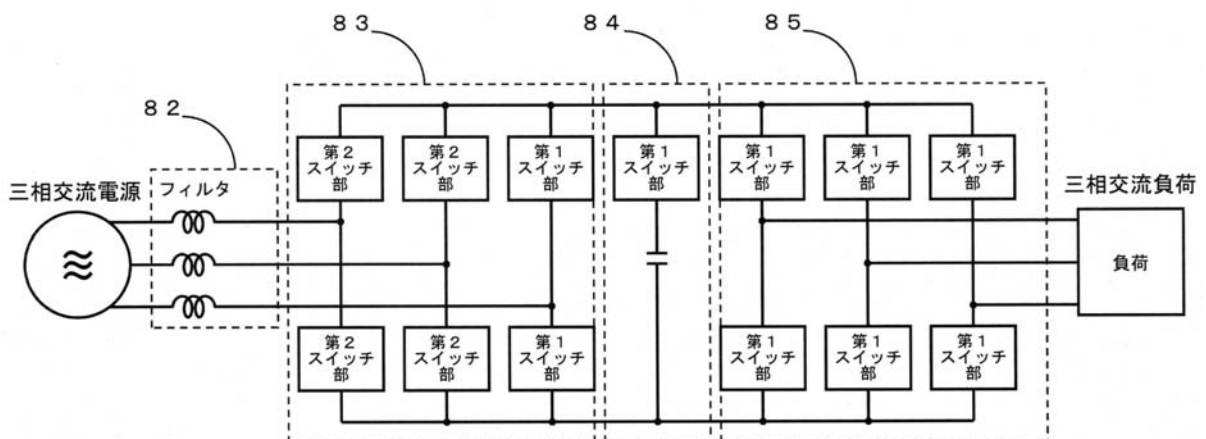 ８３
８４
８５
８２
三相交流電源
フィルタ
第２
スイッチ
部
第２
スイッチ
部
第１
スイッチ
部
第１
スイッチ
部
第１
スイッチ
部
第１
スイッチ
部
第１
スイッチ
部
三相交流負荷
負荷
第２
スイッチ
部
第２
スイッチ
部
第１
スイッチ
部
第１
スイッチ
部
第１
スイッチ
部
第１
スイッチ
部